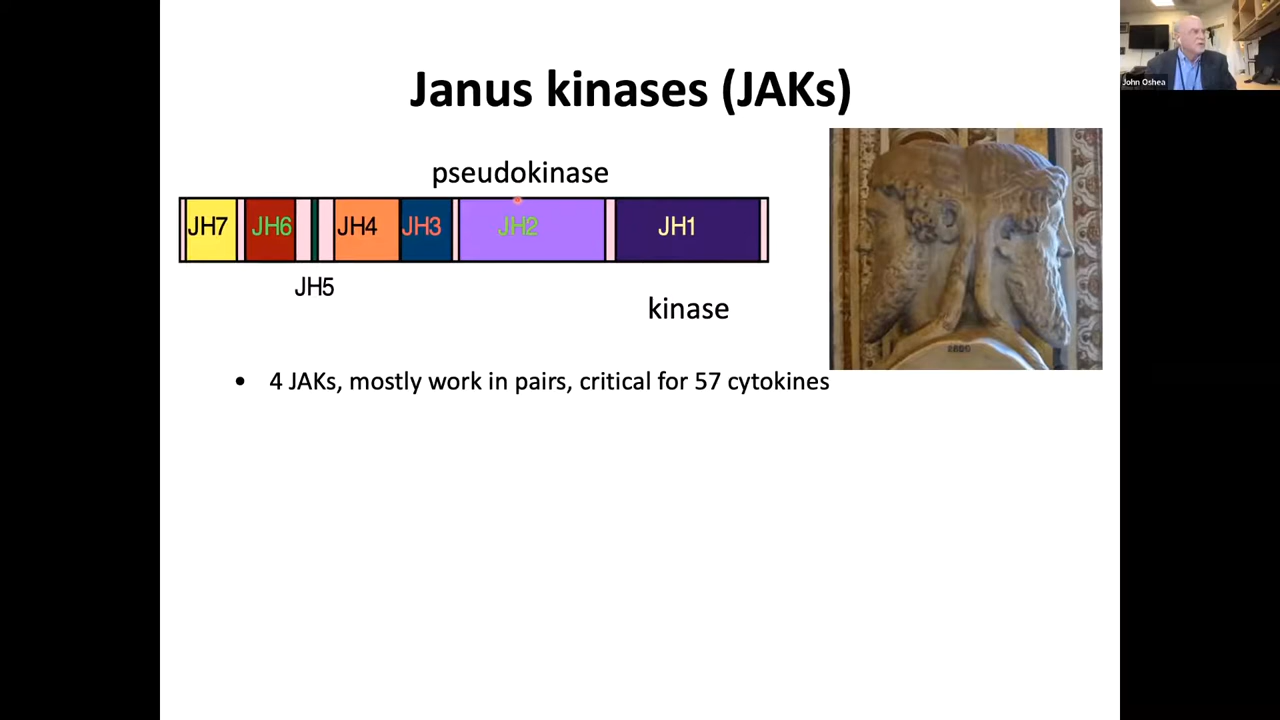 Janus kinases (JAKs)
John Oshea
pseudokinase
JH7 JH6 JH4 JH3 JH2 JH1
JH5
kinase
2690
• 4 JAKs, mostly work in pairs, critical for 57 cytokines